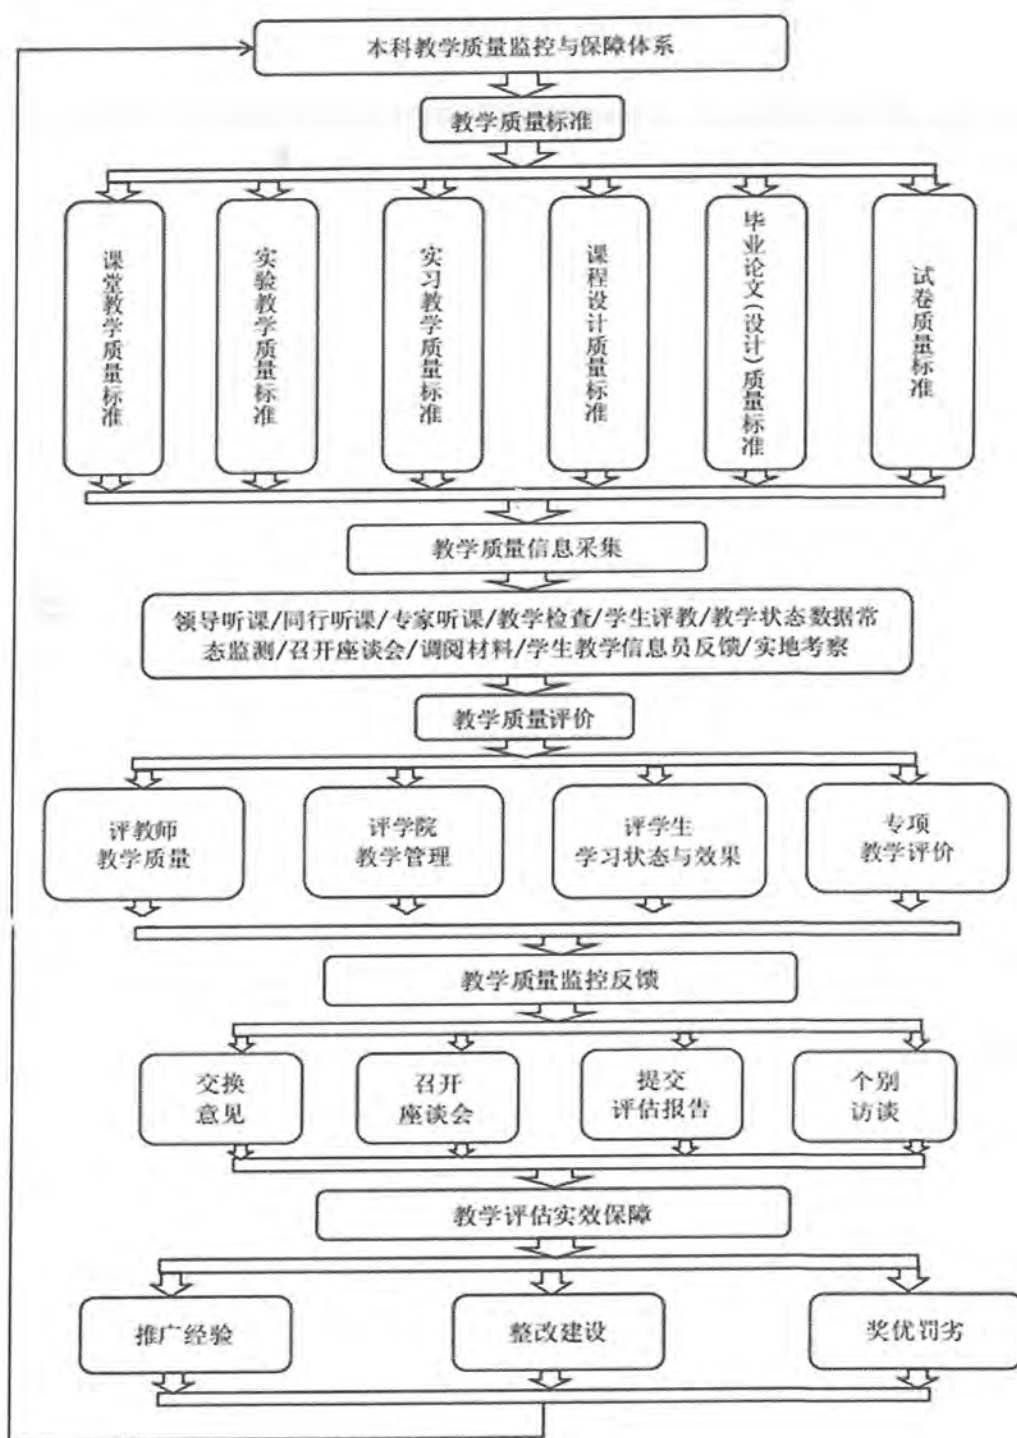 本科教学质量监控与保障体系
教学质量标准
课堂教学质量标准
实验教学质量标准
实习教学质量标准
课程设计质量标准
毕业论文(设计)质量标准
试卷质量标准
教学质量信息采集
领导听课/同行听课/专家听课/教学检查/学生评教/教学状态数据常
态监测/召开座谈会/调阅材料/学生教学信息员反馈/实地考察
教学质量评价
评教师
教学质量
评学院
教学管理
评学生
学习状态与效果
专项
教学评价
教学质量监控反馈
交换
意见
召开
座谈会
提交
评估报告
个别
访谈
教学评估实效保障
推广经验
整改建设
奖优罚劣